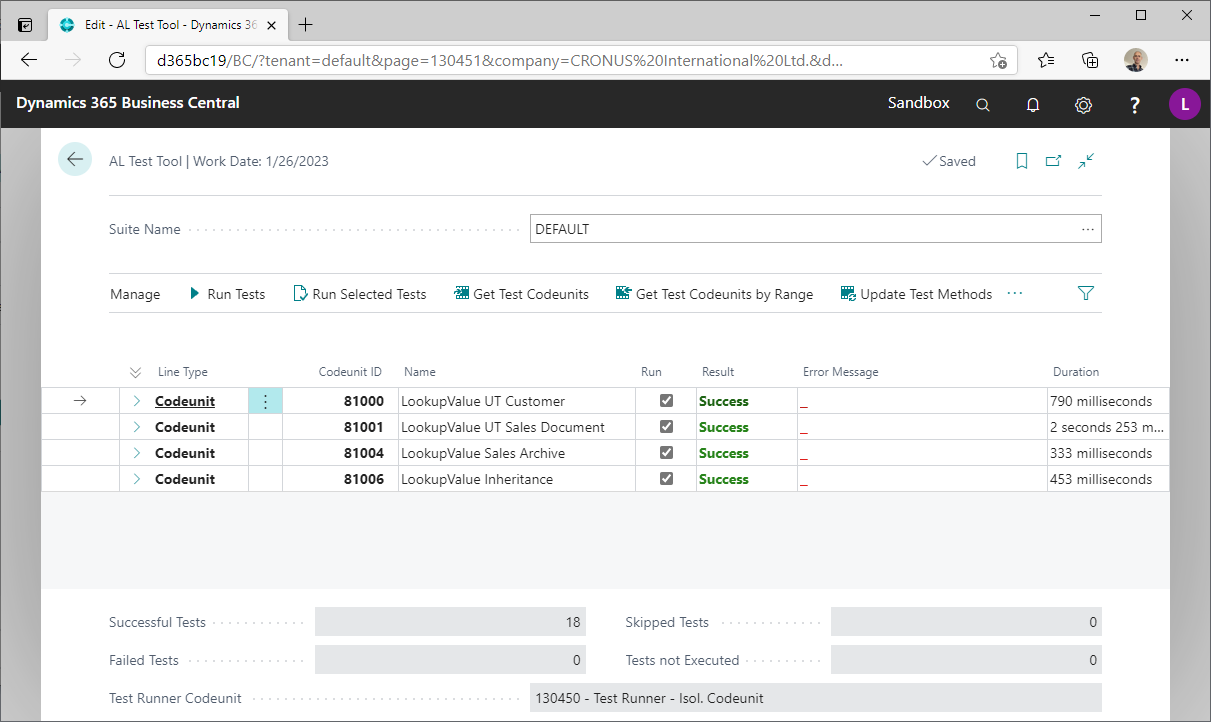 Edit - AL Test Tool - Dynamics 36
d365bc19/BC/?tenant=default&page=130451&company=CRONUS%20International%20Ltd.&d...
Dynamics 365 Business Central
Sandbox
?
L
AL Test Tool | Work Date: 1/26/2023
Saved
Suite Name
DEFAULT
...
Manage
Run Tests
Run Selected Tests
Get Test Codeunits
Get Test Codeunits by Range
Update Test Methods
...
Line Type Codeunit ID Name Run Result Error Message Duration
Codeunit 81000 LookupValue UT Customer Success _ 790 milliseconds
Codeunit 81001 LookupValue UT Sales Document Success _ 2 seconds 253 m...
Codeunit 81004 LookupValue Sales Archive Success _ 333 milliseconds
Codeunit 81006 LookupValue Inheritance Success _ 453 milliseconds
Successful Tests 18 Skipped Tests 0
Failed Tests 0 Tests not Executed 0
Test Runner Codeunit 130450 - Test Runner - Isol. Codeunit